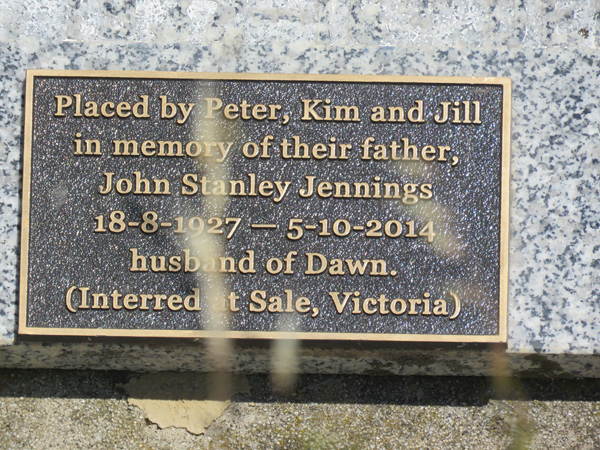 Placed by Peter, Kim and Jill
in memory of their father,
John Stanley Jennings
18-8-1927 — 5-10-2014
husband of Dawn.
(Interred at Sale, Victoria)